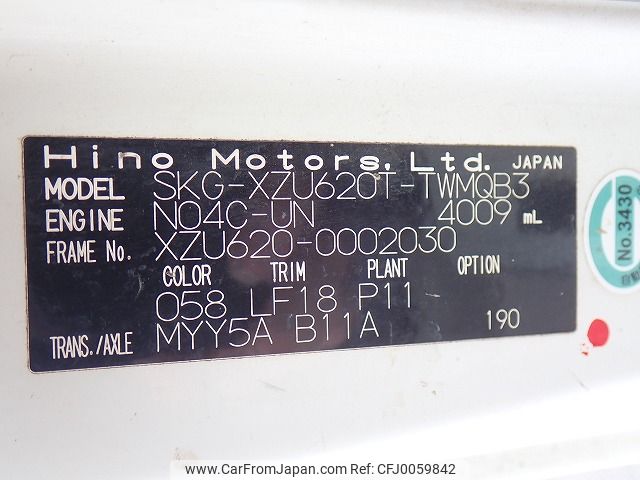 Hino Motors, Ltd. JAPAN
MODEL SKG-XZU620T-TWMQB3
ENGINE N04C-UN 4009 mL
FRAME No. XZU620-0002030
COLOR TRIM PLANT OPTION
058 LF18 P11
TRANS./AXLE MYY5A B11A 190
No.3430
www.CarFromJapan.com | ID:CFJ0059842